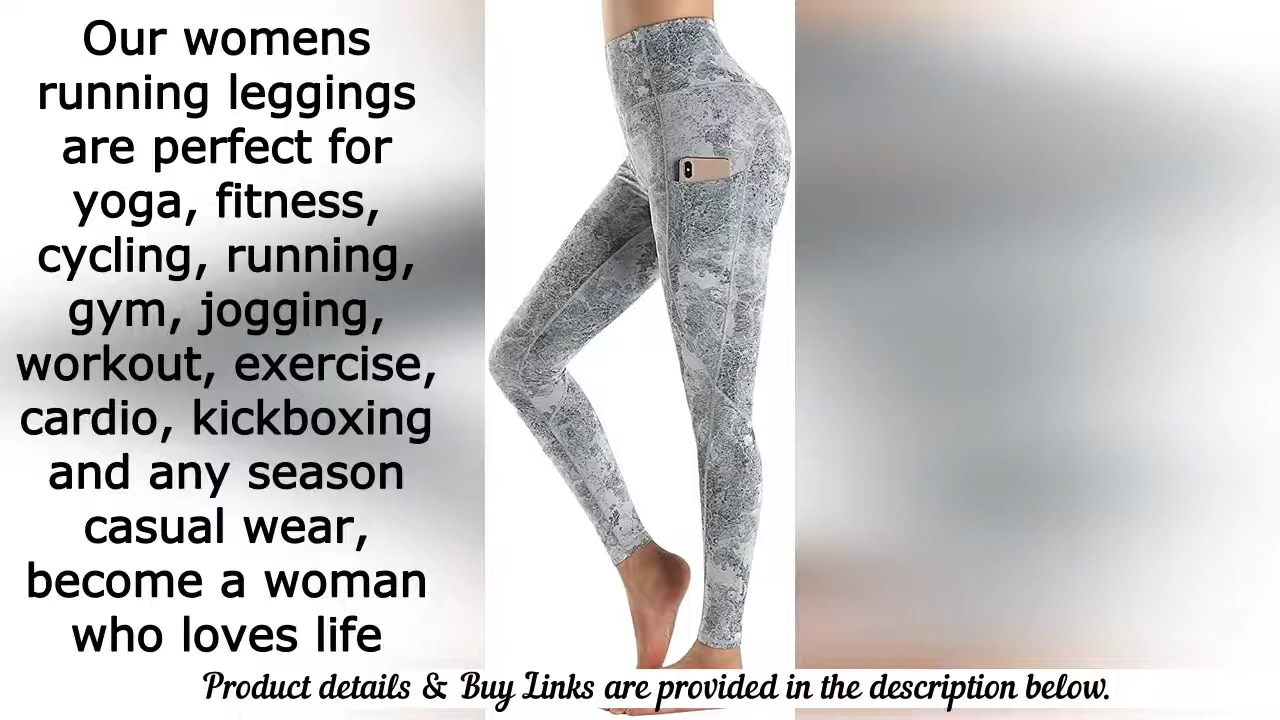 Our womens
running leggings
are perfect for
yoga, fitness,
cycling, running,
gym, jogging,
workout, exercise,
cardio, kickboxing
and any season
casual wear,
become a woman
who loves life
Product details & Buy Links are provided in the description below.